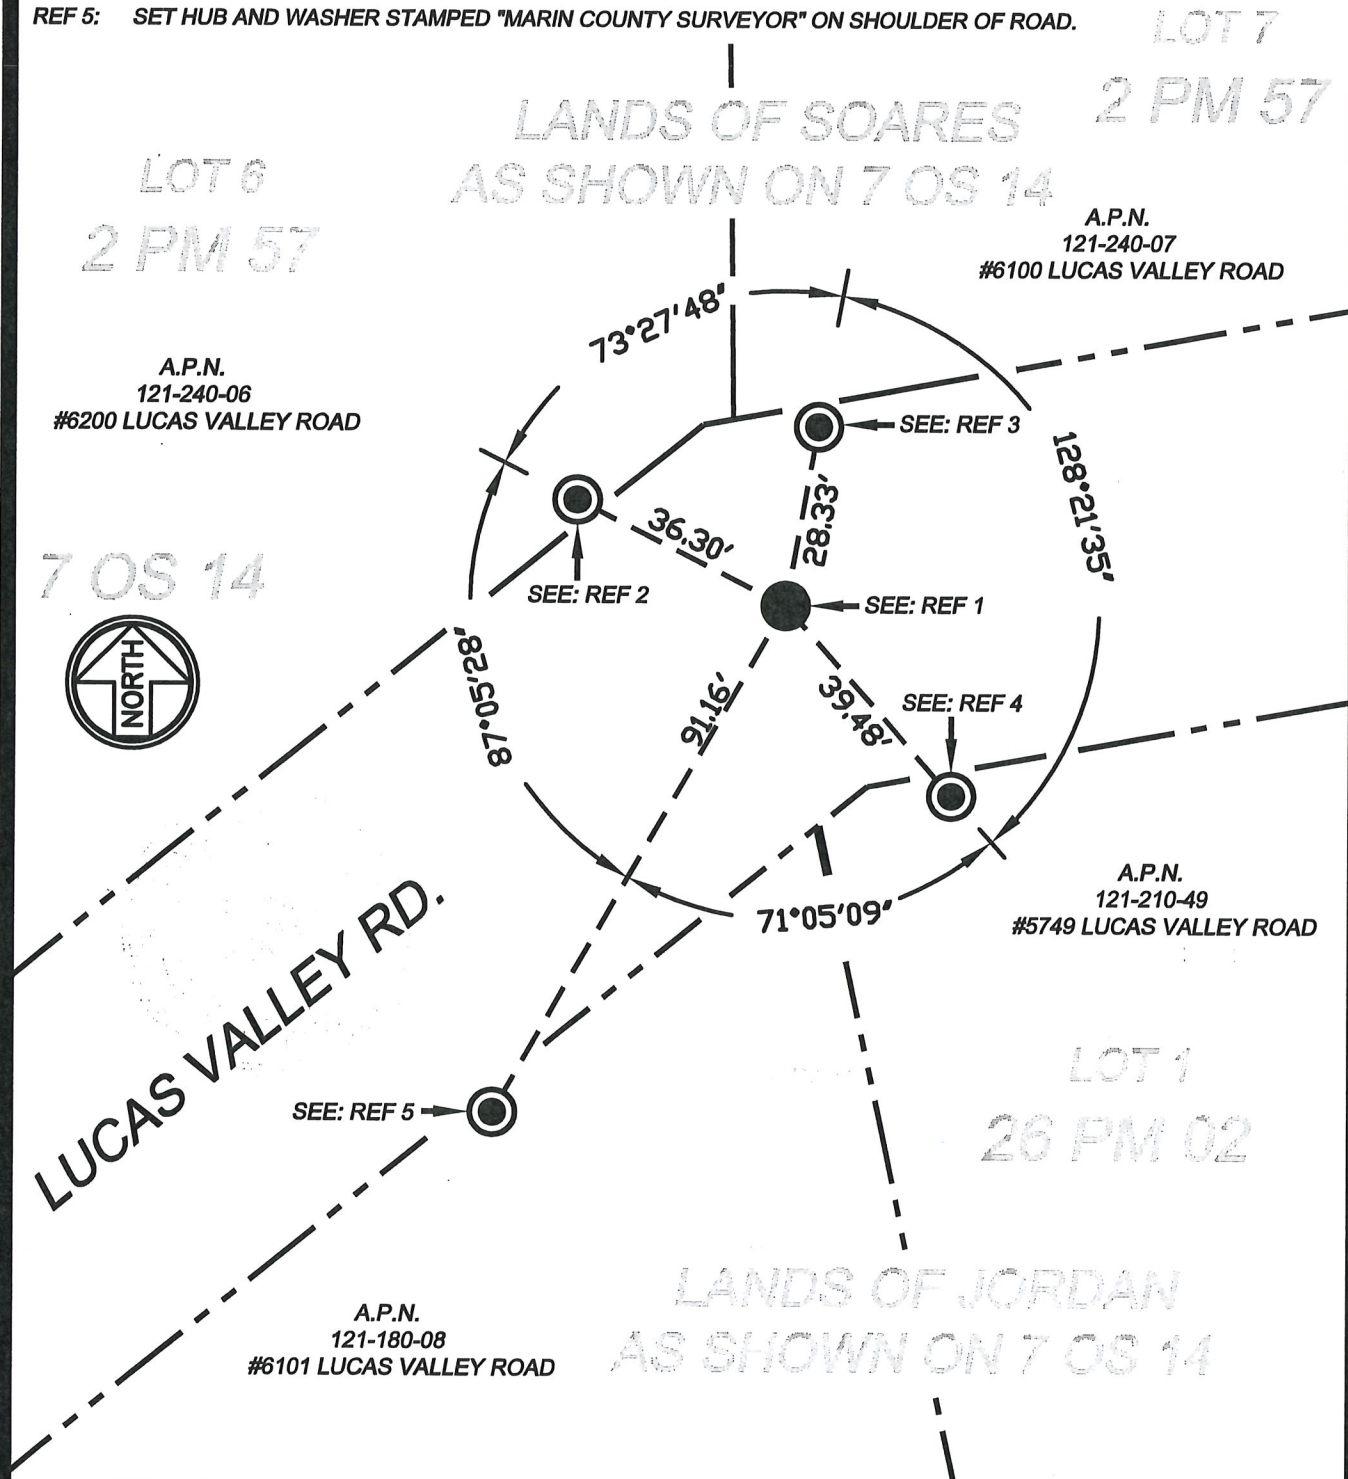 REF 5: SET HUB AND WASHER STAMPED "MARIN COUNTY SURVEYOR" ON SHOULDER OF ROAD.
LOT 7
2 PM 57
LANDS OF SOARES
AS SHOWN ON 7 OS 14
LOT 6
2 PM 57
A.P.N.
121-240-07
#6100 LUCAS VALLEY ROAD
73°27'48"
A.P.N.
121-240-06
#6200 LUCAS VALLEY ROAD
SEE: REF 3
128°21'35"
28.33'
36.30'
7 OS 14
SEE: REF 2
SEE: REF 1
NORTH
87°05'28"
91.16'
39.48'
SEE: REF 4
1
71°05'09"
A.P.N.
121-210-49
#5749 LUCAS VALLEY ROAD
LUCAS VALLEY RD.
LOT 1
26 PM 02
SEE: REF 5
LANDS OF JORDAN
AS SHOWN ON 7 OS 14
A.P.N.
121-180-08
#6101 LUCAS VALLEY ROAD